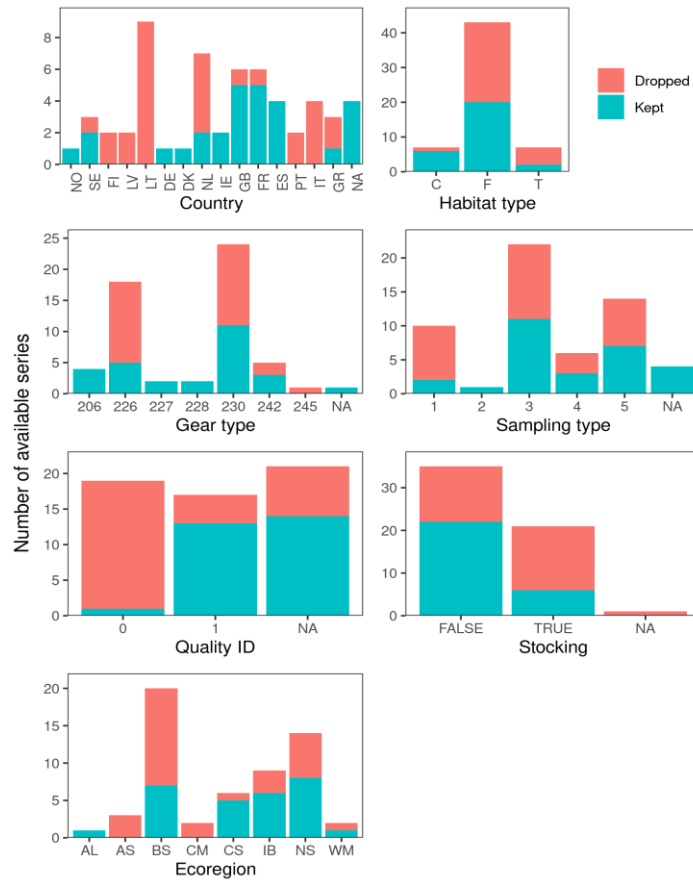 8
6
4
2
0
NO SE FI LV LT DE DK NL IE GB FR ES PT IT GR NA
Country
40
30
20
10
0
C F T
Habitat type
Dropped
Kept
Number of available series
25
20
15
10
5
0
206 226 227 228 230 242 245 NA
Gear type
20
15
10
5
0
1 2 3 4 5 NA
Sampling type
20
15
10
5
0
0 1 NA
Quality ID
30
20
10
0
FALSE TRUE NA
Stocking
20
15
10
5
0
AL AS BS CM CS IB NS WM
Ecoregion